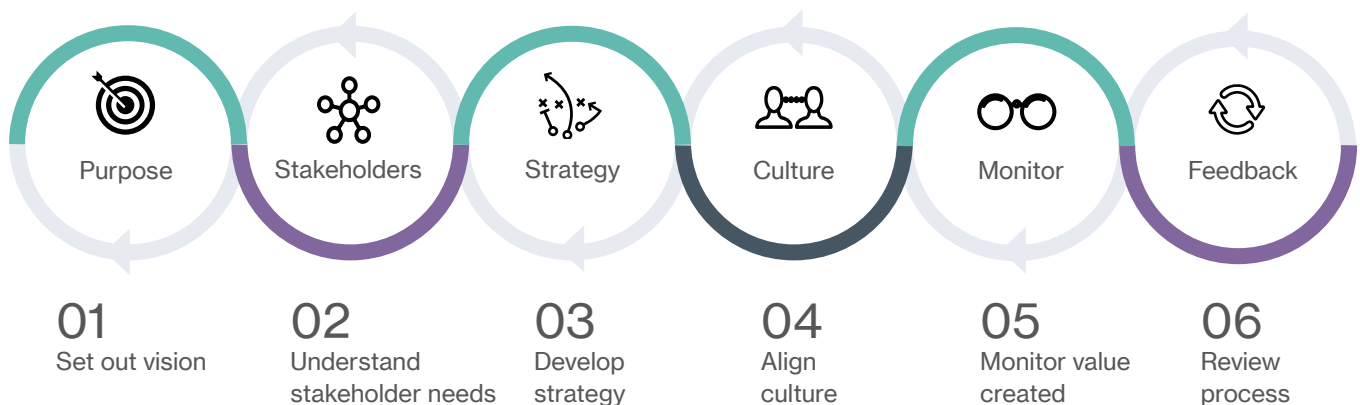 Purpose
Stakeholders
Strategy
Culture
Monitor
Feedback
01
Set out vision
02
Understand
stakeholder needs
03
Develop
strategy
04
Align
culture
05
Monitor value
created
06
Review
process